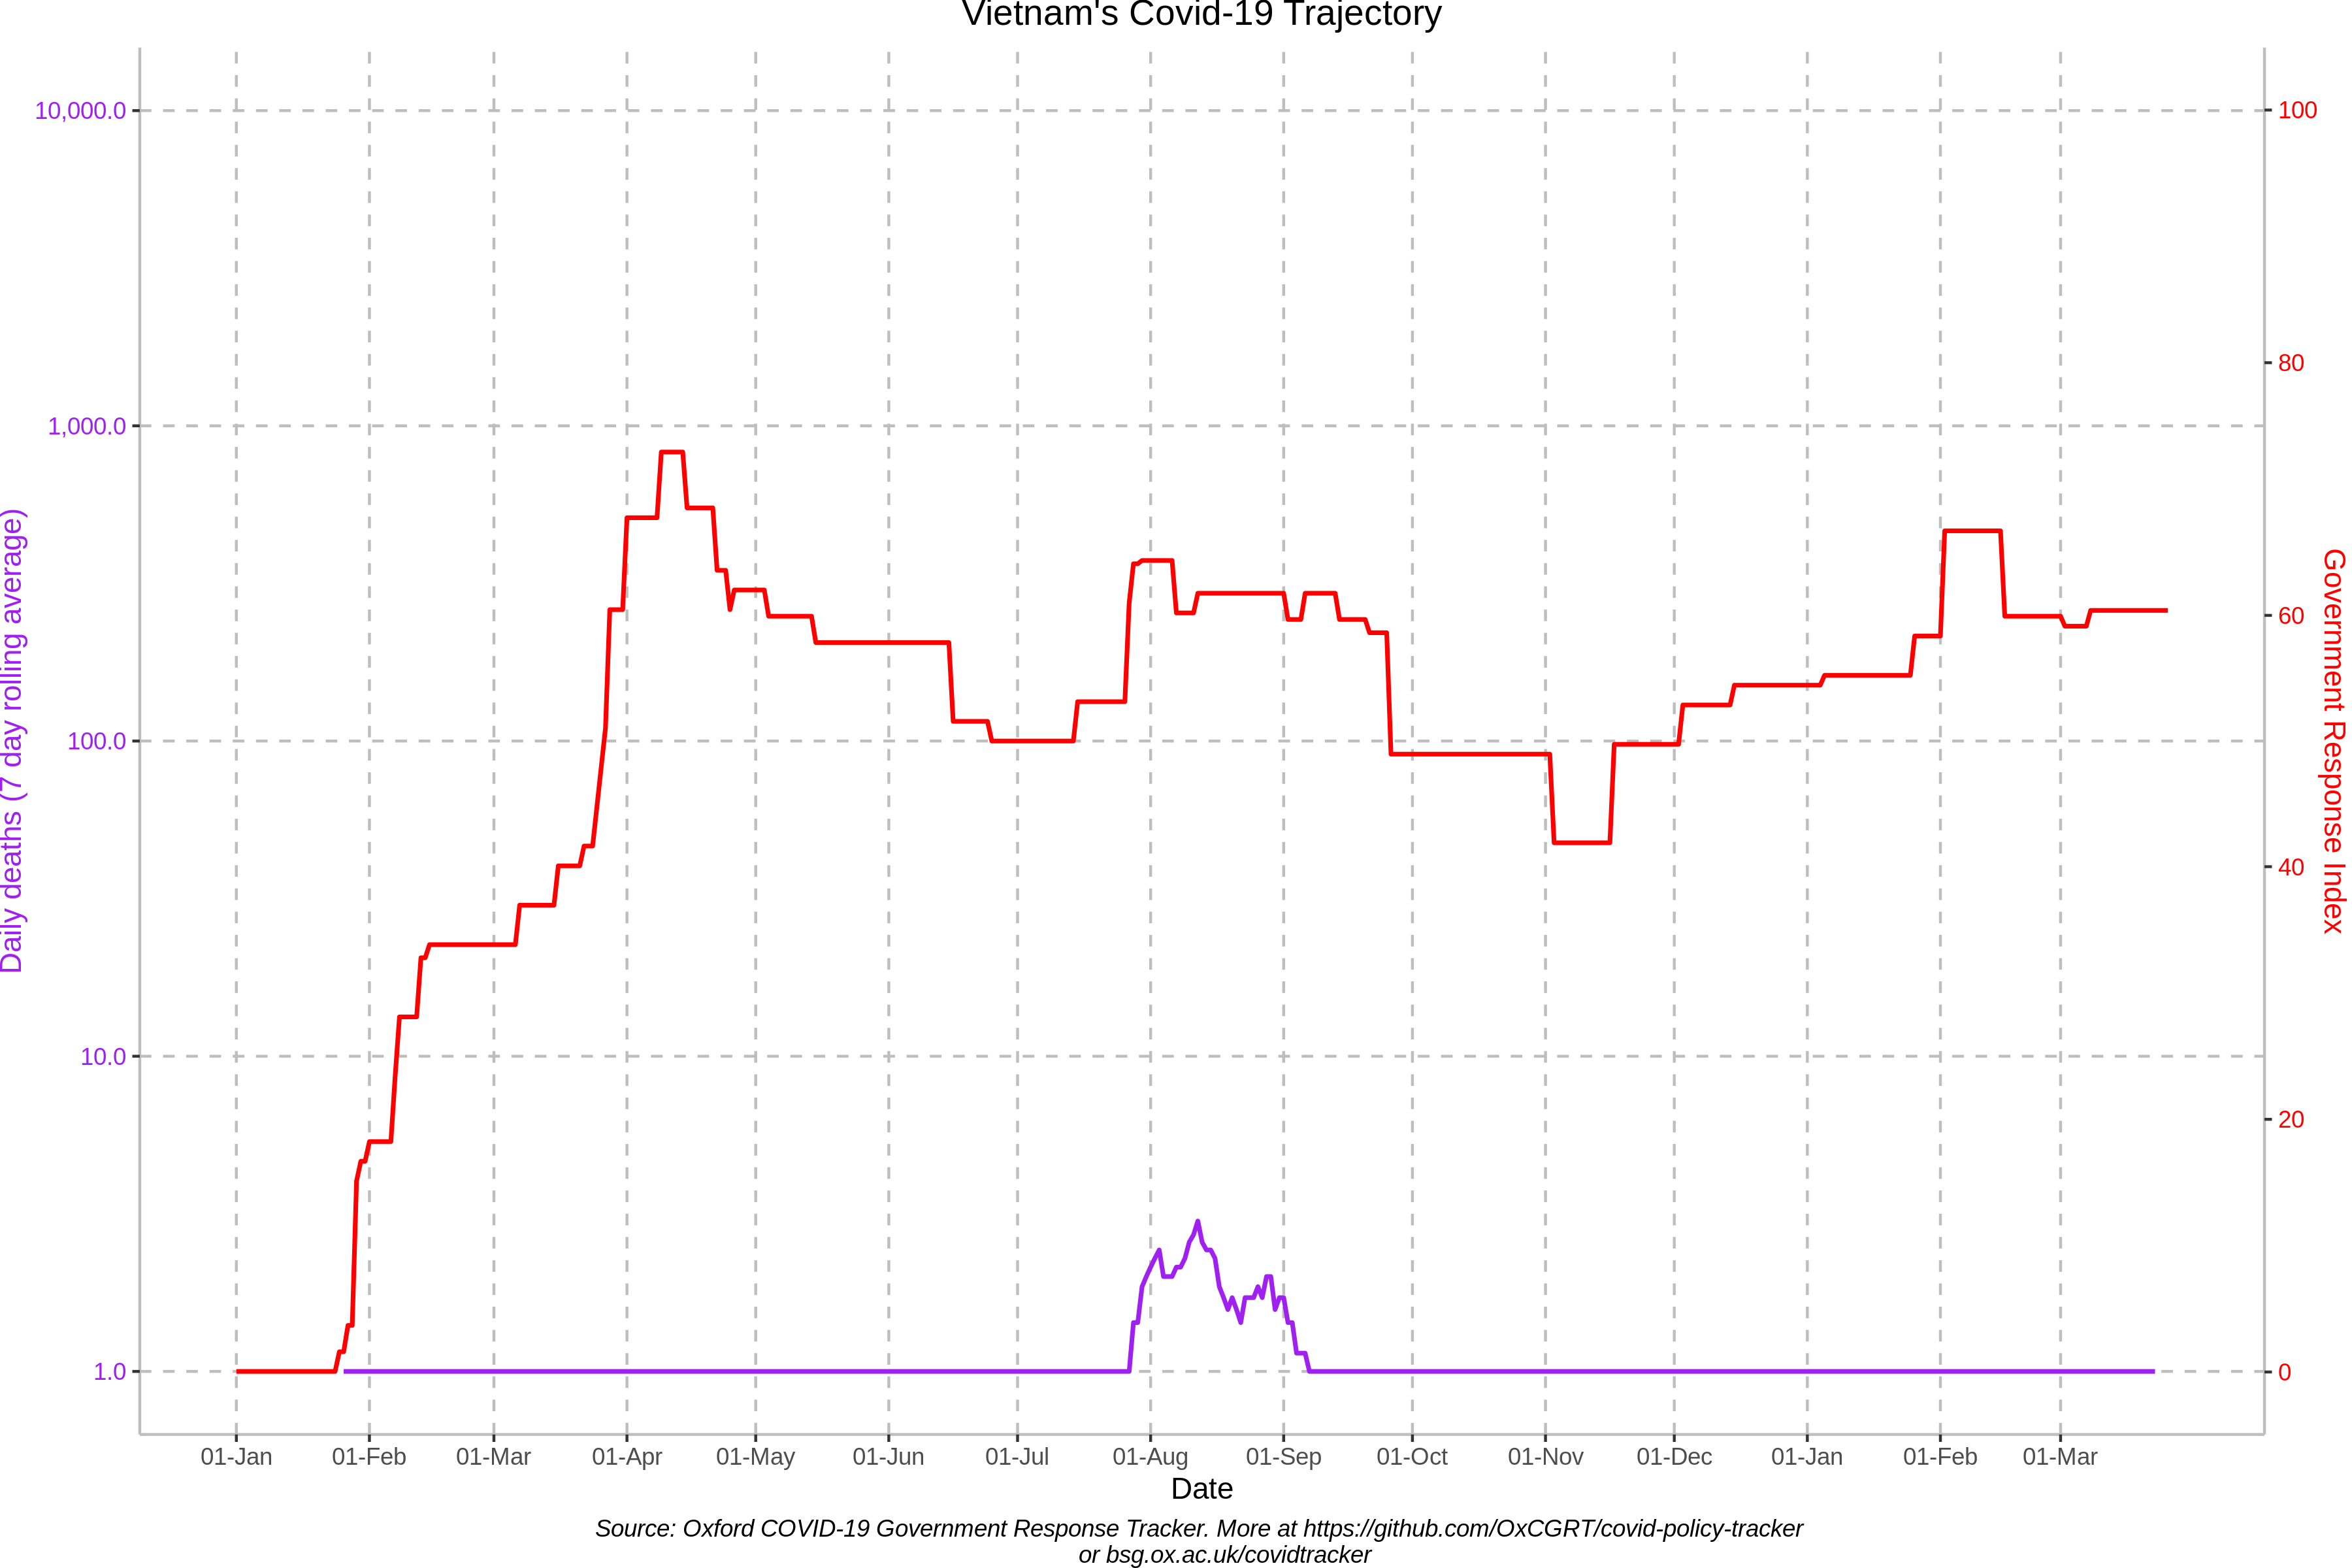 Vietnam's Covid-19 Trajectory
10,000.0
1,000.0
100.0
10.0
1.0
Daily deaths (7 day rolling average)
100
80
60
40
20
0
Government Response Index
01-Jan 01-Feb 01-Mar 01-Apr 01-May 01-Jun 01-Jul 01-Aug 01-Sep 01-Oct 01-Nov 01-Dec 01-Jan 01-Feb 01-Mar
Date
Source: Oxford COVID-19 Government Response Tracker. More at https://github.com/OxCGRT/covid-policy-tracker
or bsg.ox.ac.uk/covidtracker